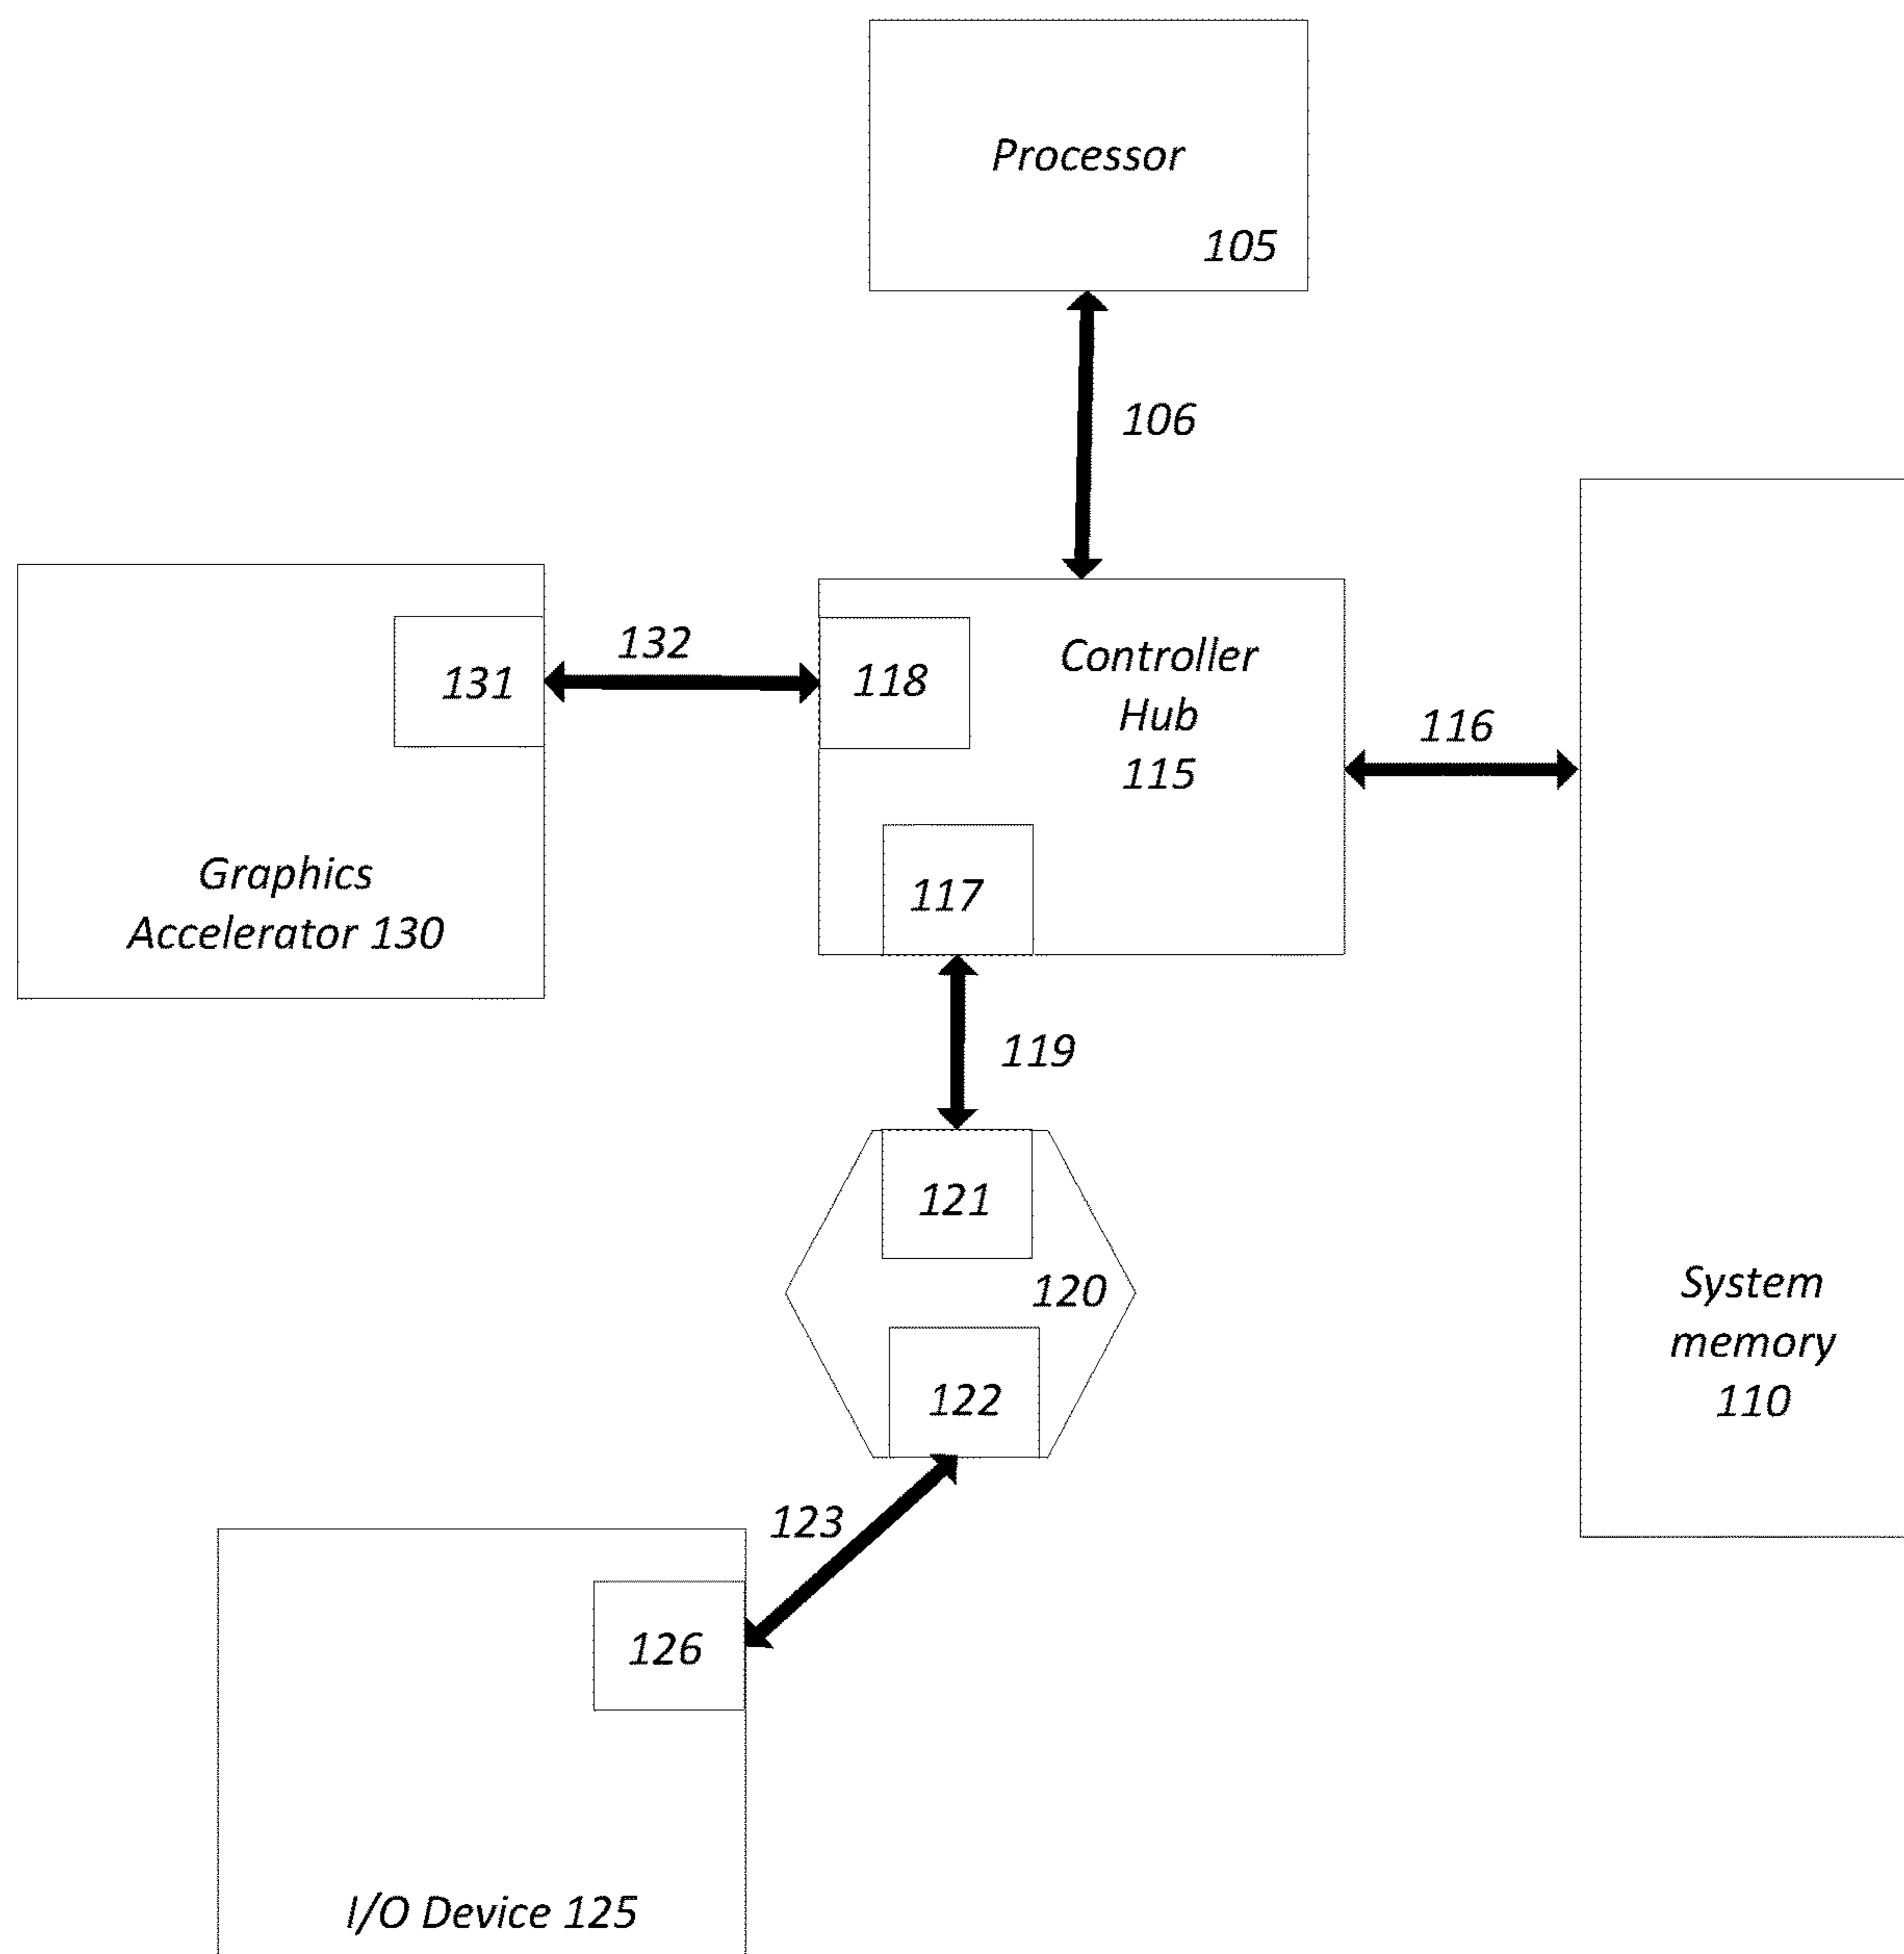 Processor
105
106
132
131
118
Controller
Hub
115
116
117
Graphics
Accelerator 130
119
121
120
122
System
memory
110
123
126
I/O Device 125